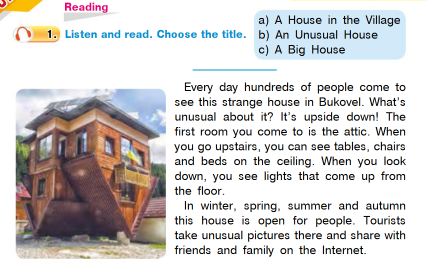 Reading
1. Listen and read. Choose the title.
a) A House in the Village
b) An Unusual House
c) A Big House
Every day hundreds of people come to
see this strange house in Bukovel. What's
unusual about it? It's upside down! The
first room you come to is the attic. When
you go upstairs, you can see tables, chairs
and beds on the ceiling. When you look
down, you see lights that come up from
the floor.
In winter, spring, summer and autumn
this house is open for people. Tourists
take unusual pictures there and share with
friends and family on the Internet.